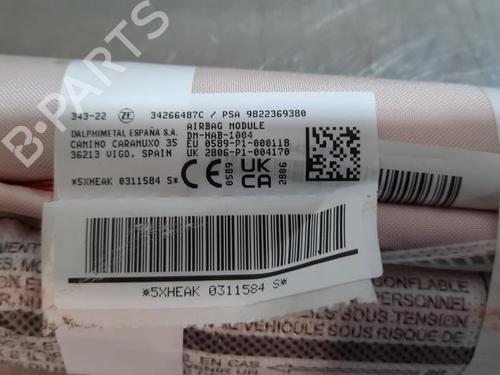 343-22 ZF 34266487C / PSA 9822369380
DALPHIMETAL ESPAÑA S.A. AIRBAG MODULE
CAMINO CARAMUXO 35 DM-HAB-1004
36213 VIGO, SPAIN EU 0589-P1-000118
UK 2806-P1-004170
*5XHEAK 0311584 S* CE 0589 UK CA 2806
*5XHEAK 0311584 S*
GONFLABLE
PERSONNEL
SOUS TENSION
VÉHICULE SOUS RISQUE DE
EN CAS
B-PARTS